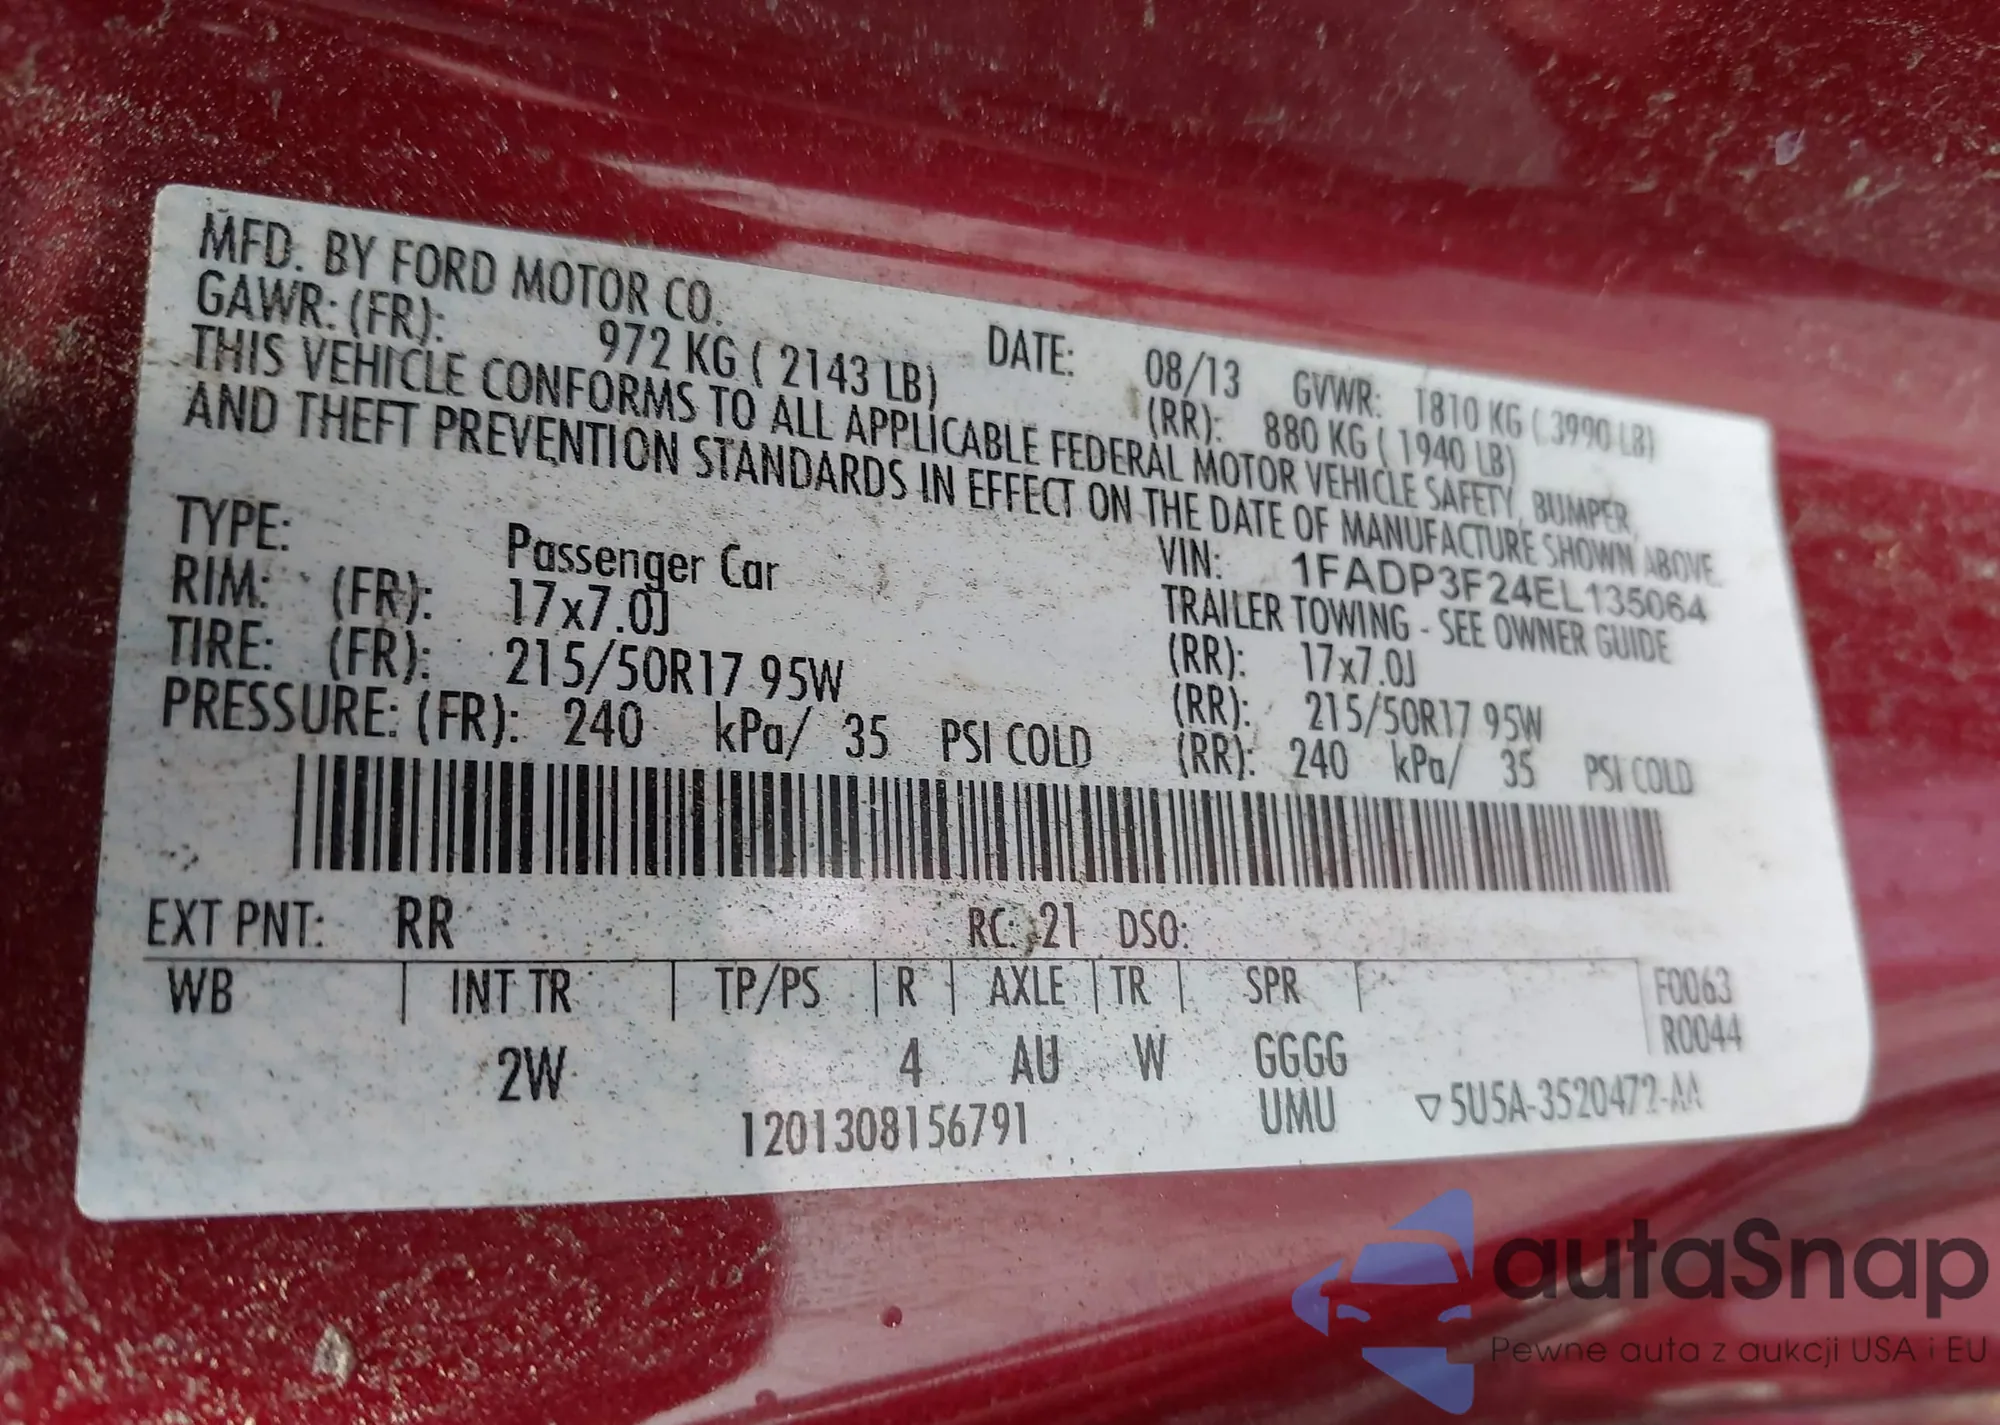 MFD. BY FORD MOTOR CO. DATE: 08/13 GVWR: 1810 KG ( 3990 LB)
GAWR: (FR): 972 KG ( 2143 LB) (RR): 880 KG ( 1940 LB)
THIS VEHICLE CONFORMS TO ALL APPLICABLE FEDERAL MOTOR VEHICLE SAFETY, BUMPER,
AND THEFT PREVENTION STANDARDS IN EFFECT ON THE DATE OF MANUFACTURE SHOWN ABOVE.
VIN: 1FADP3F24EL135064
TYPE: Passenger Car TRAILER TOWING - SEE OWNER GUIDE
RIM: (FR): 17x7.0J (RR): 17x7.0J
TIRE: (FR): 215/50R17 95W (RR): 215/50R17 95W
PRESSURE: (FR): 240 kPa/ 35 PSI COLD (RR): 240 kPa/ 35 PSI COLD
EXT PNT: RR RC: 21 DSO:
WB INT TR TP/PS R AXLE TR SPR F0063
R0044
2W 4 AU W GGGG
1201308156791 UMU ▽5U5A-3520472-AA
autaSnap
Pewne auta z aukcji USA i EU